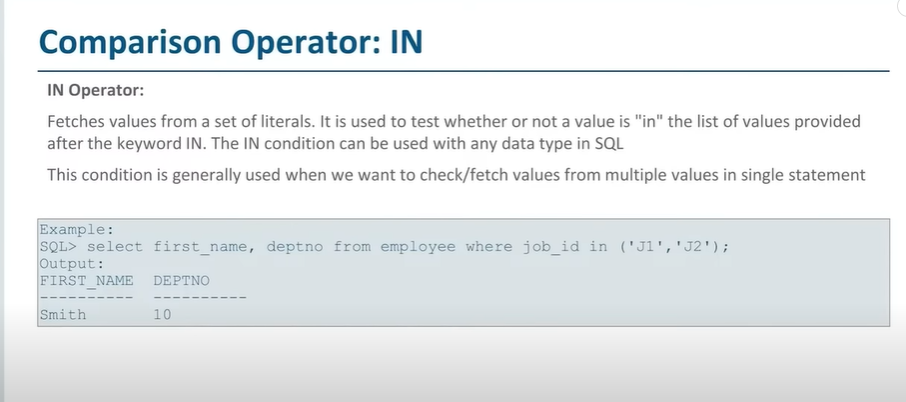 Comparison Operator: IN
IN Operator:
Fetches values from a set of literals. It is used to test whether or not a value is "in" the list of values provided
after the keyword IN. The IN condition can be used with any data type in SQL
This condition is generally used when we want to check/fetch values from multiple values in single statement
Example:
SQL> select first_name, deptno from employee where job_id in ('J1','J2');
Output:
FIRST_NAME  DEPTNO
----------  ----------
Smith       10